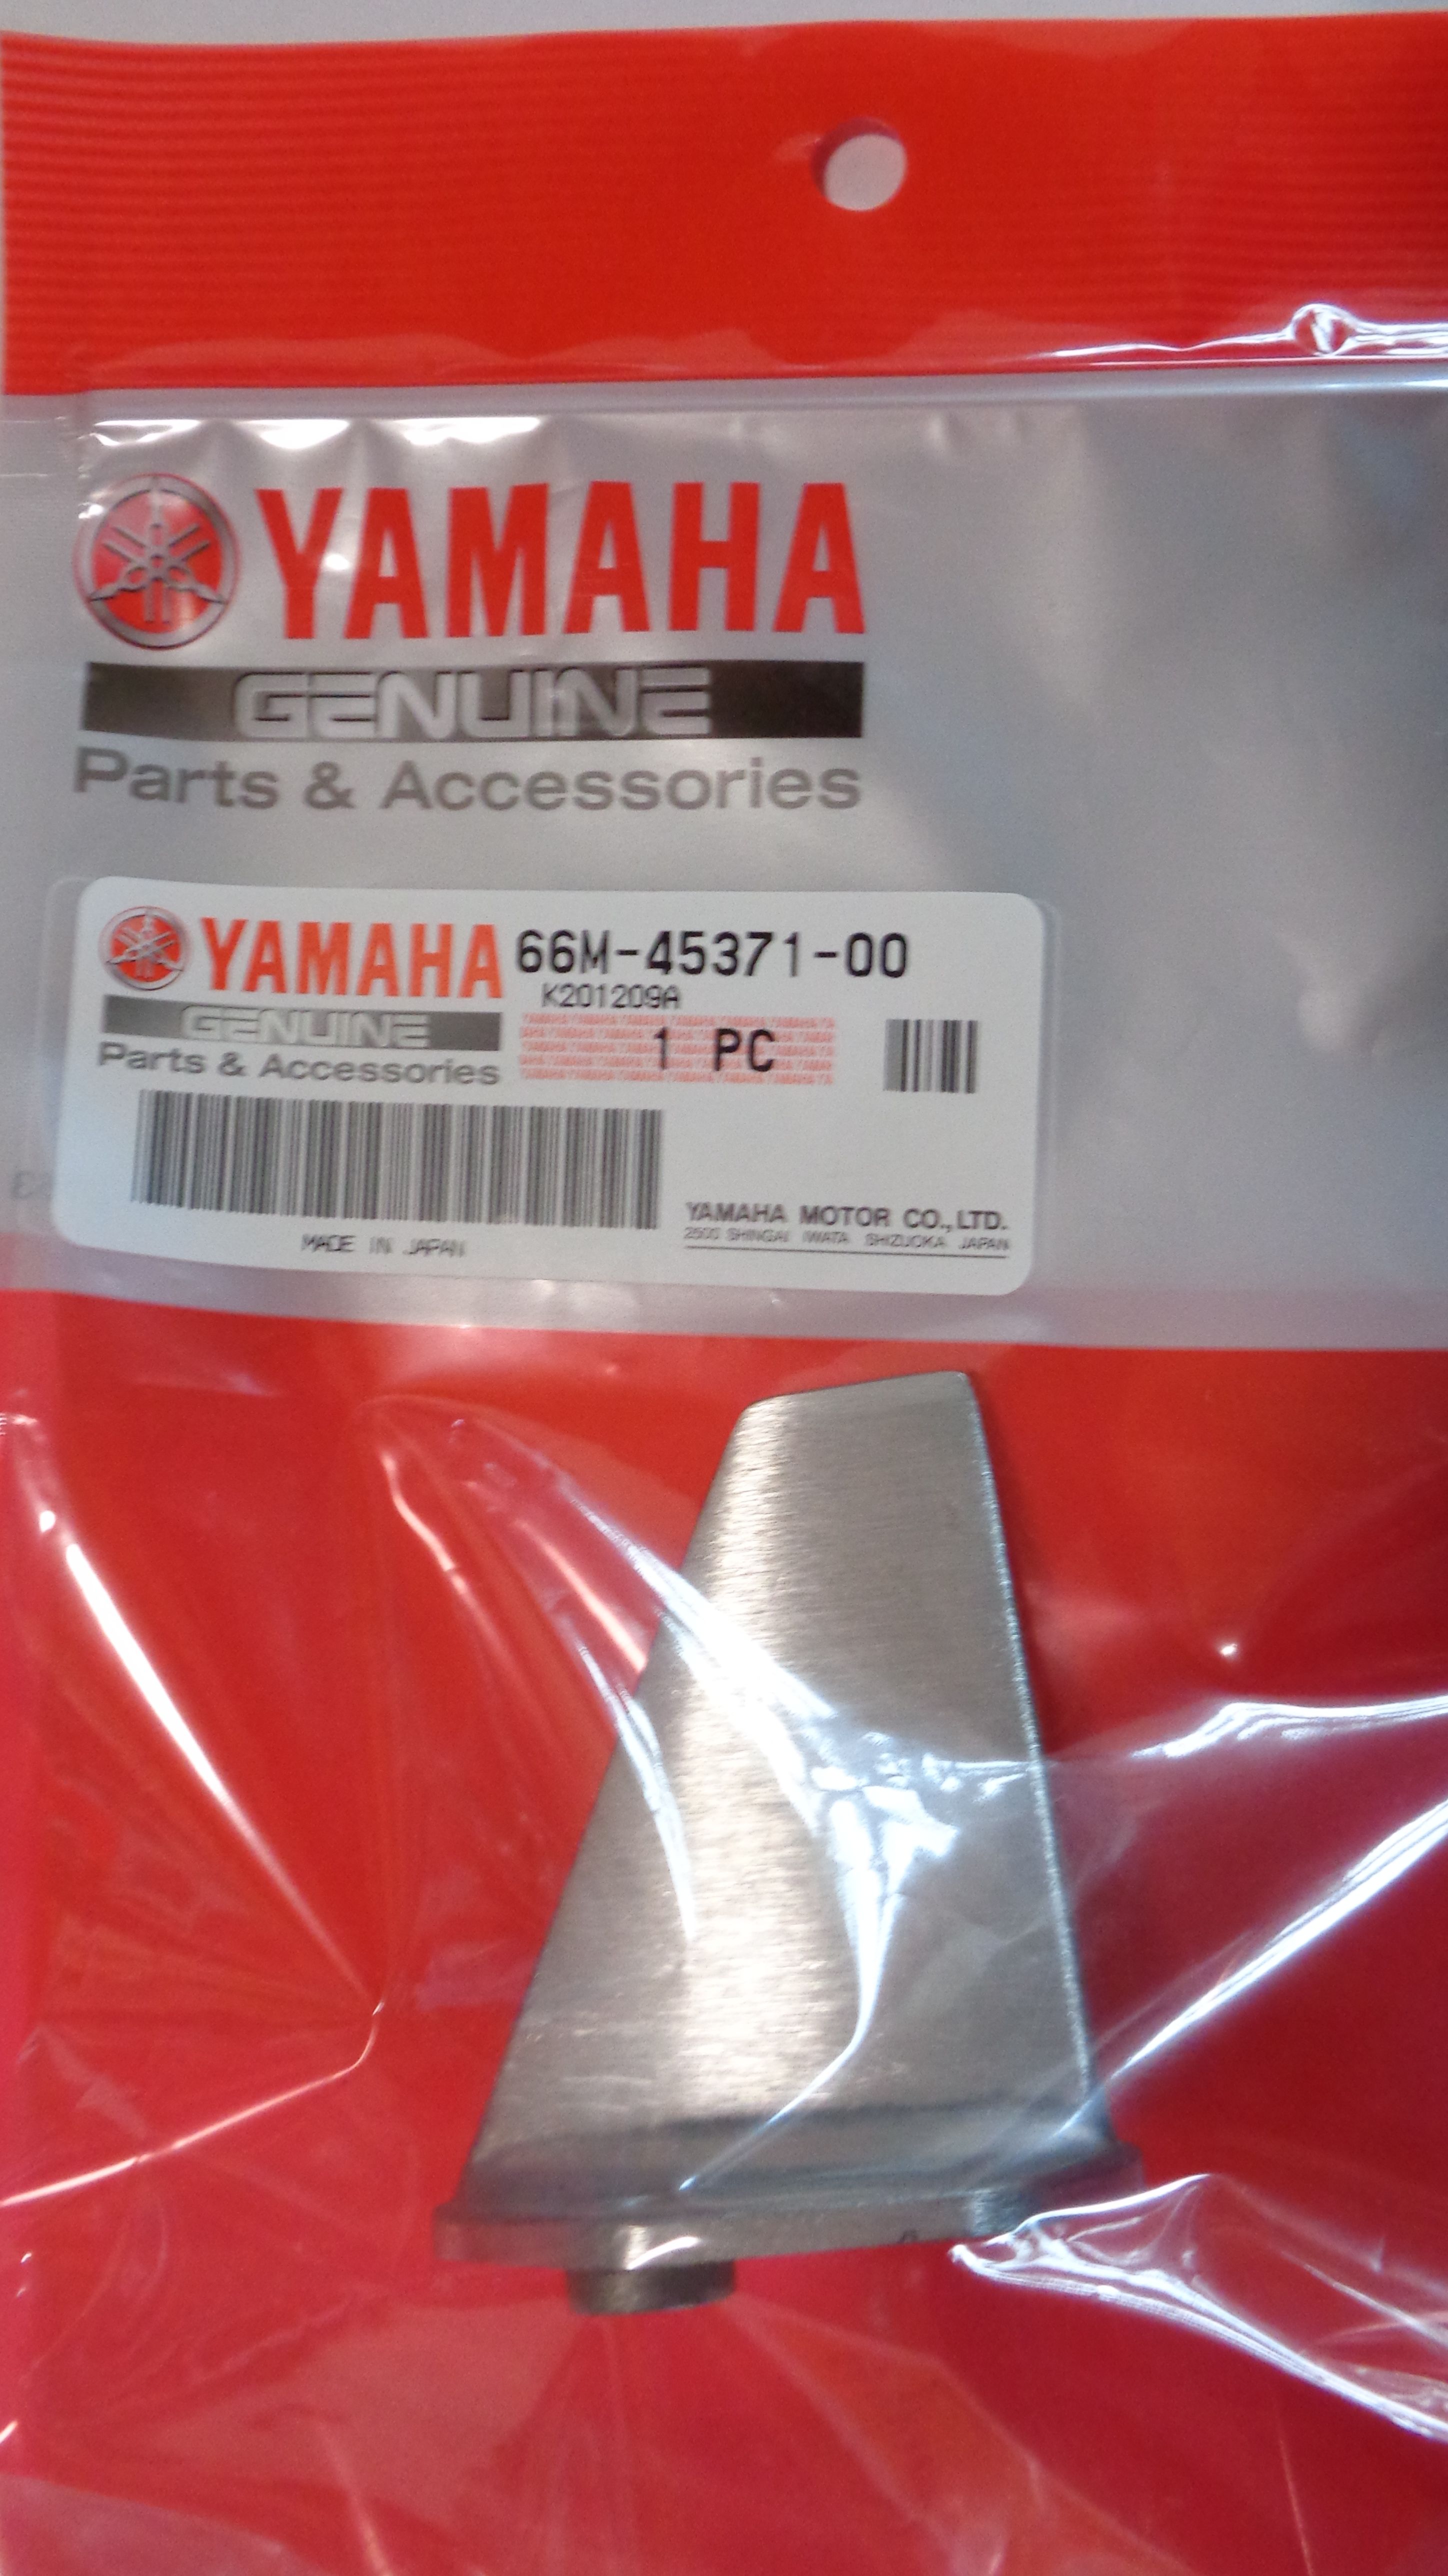 YAMAHA
GENUINE
Parts & Accessories
YAMAHA 66M-45371-00
K201209A
GENUINE
1 PC
Parts & Accessories
YAMAHA MOTOR CO., LTD.
2500 SHINGAI IWATA SHIZUOKA JAPAN
MADE IN JAPAN